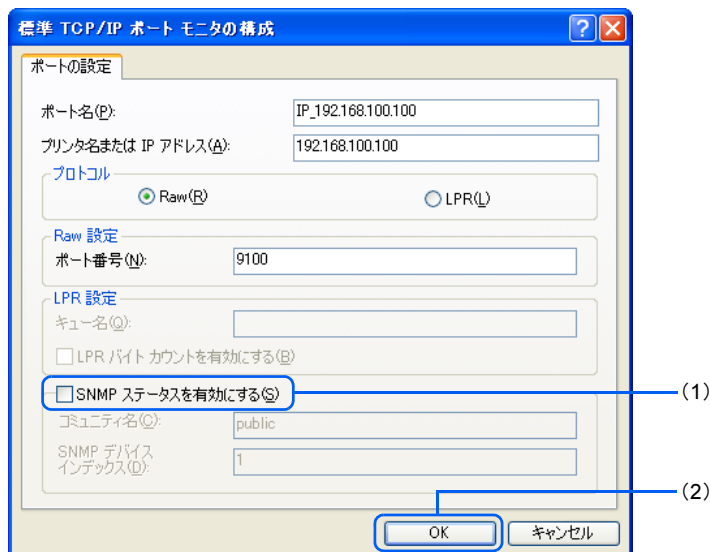 標準 TCP/IP ポート モニタの構成
ポートの設定
ポート名(P): IP_192.168.100.100
プリンタ名または IP アドレス(A): 192.168.100.100
プロトコル
Raw(R) LPR(L)
Raw 設定
ポート番号(N): 9100
LPR 設定
キュー名(Q):
LPR バイト カウントを有効にする(B)
SNMP ステータスを有効にする(S) (1)
コミュニティ名(C): public
SNMP デバイス
インデックス(D): 1
(2)
OK キャンセル